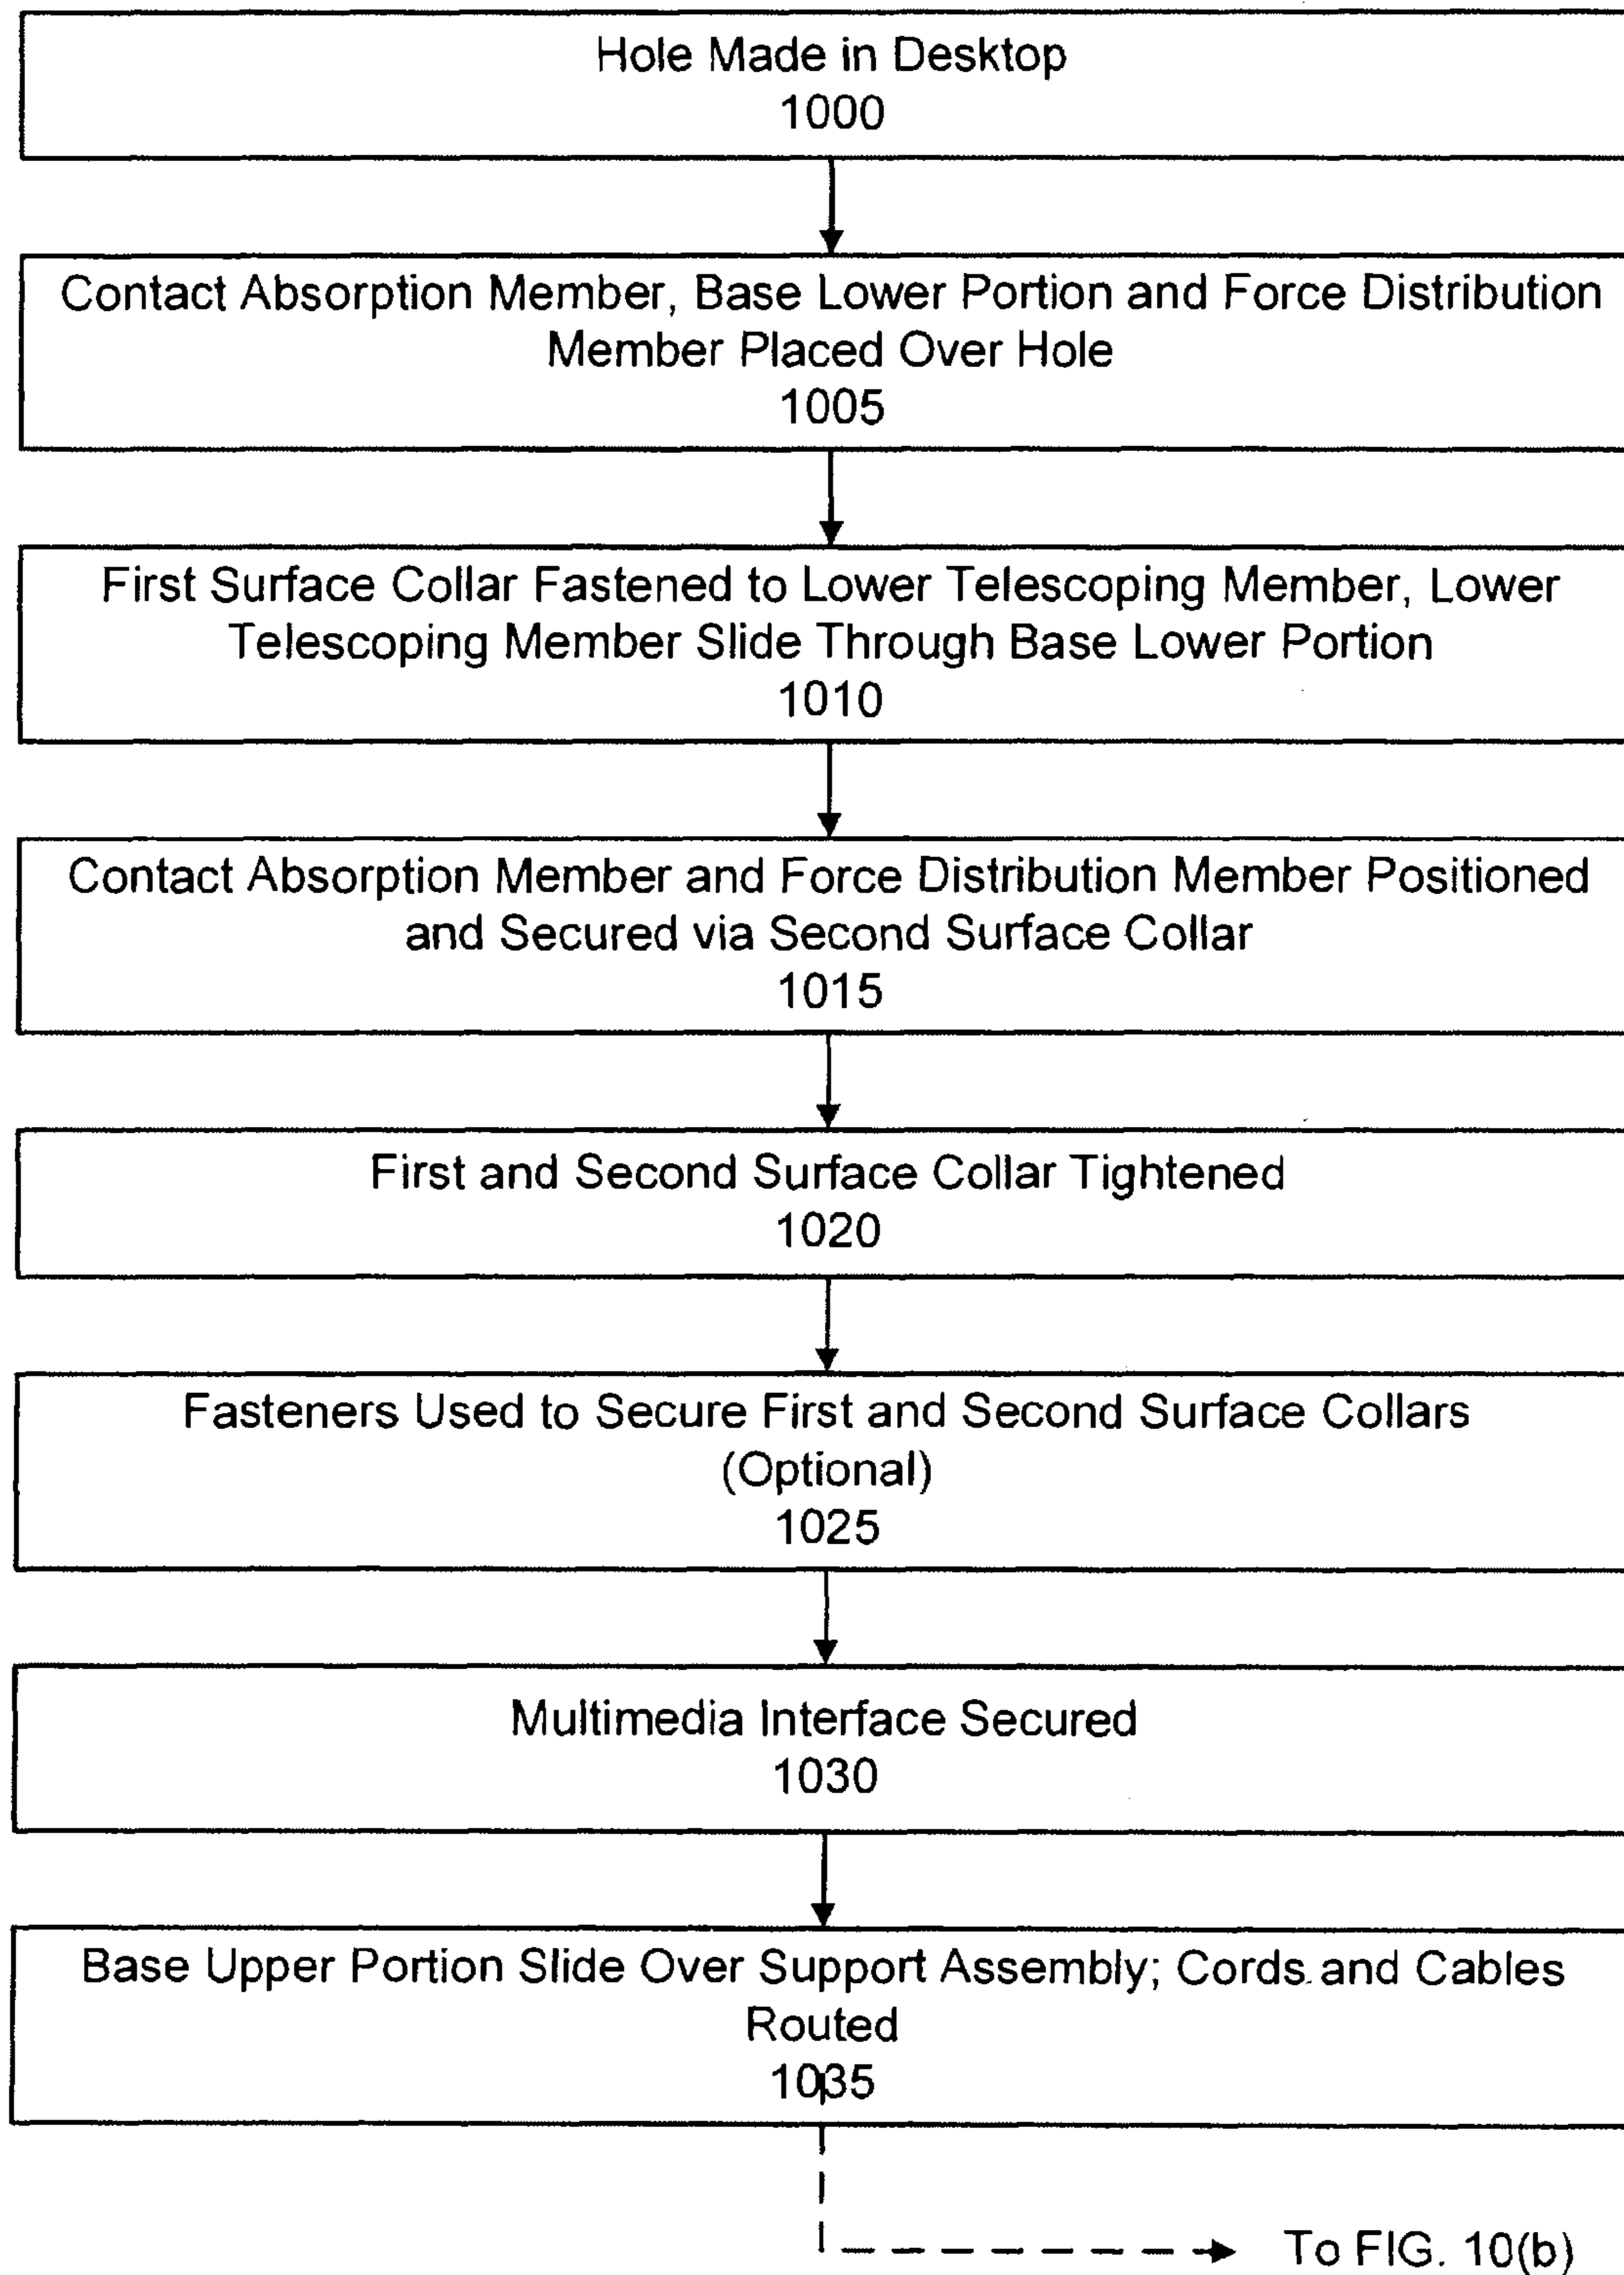 Hole Made in Desktop
1000
Contact Absorption Member, Base Lower Portion and Force Distribution
Member Placed Over Hole
1005
First Surface Collar Fastened to Lower Telescoping Member, Lower
Telescoping Member Slide Through Base Lower Portion
1010
Contact Absorption Member and Force Distribution Member Positioned
and Secured via Second Surface Collar
1015
First and Second Surface Collar Tightened
1020
Fasteners Used to Secure First and Second Surface Collars
(Optional)
1025
Multimedia Interface Secured
1030
Base Upper Portion Slide Over Support Assembly; Cords and Cables
Routed
1035
To FIG. 10(b)